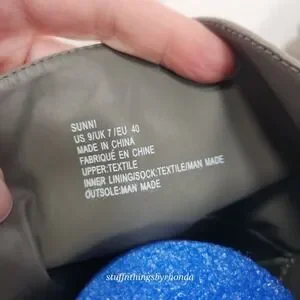 SUNNI
US 9/UK 7/EU 40
MADE IN CHINA
FABRIQUÉ EN CHINE
UPPER:TEXTILE
INNER LINING/SOCK:TEXTILE/MAN MADE
OUTSOLE:MAN MADE
stuffnthingsbyrhonda